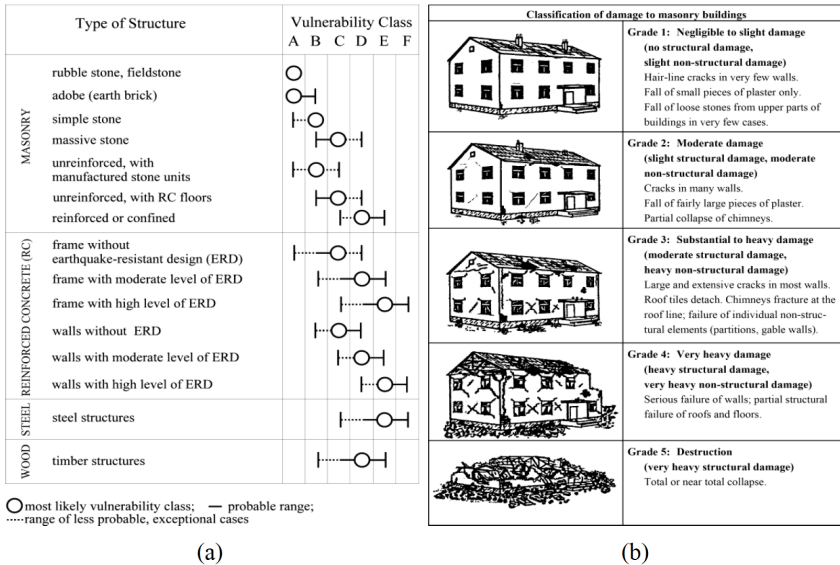 Type of Structure
Vulnerability Class
A B C D E F
MASONRY
rubble stone, fieldstone
adobe (earth brick)
simple stone
massive stone
unreinforced, with
manufactured stone units
unreinforced, with RC floors
reinforced or confined
REINFORCED CONCRETE (RC)
frame without
earthquake-resistant design (ERD)
frame with moderate level of ERD
frame with high level of ERD
walls without ERD
walls with moderate level of ERD
walls with high level of ERD
STEEL
steel structures
WOOD
timber structures
most likely vulnerability class; probable range;
range of less probable, exceptional cases
(a)
Classification of damage to masonry buildings
Grade 1: Negligible to slight damage
(no structural damage,
slight non-structural damage)
Hair-line cracks in very few walls.
Fall of small pieces of plaster only.
Fall of loose stones from upper parts of
buildings in very few cases.
Grade 2: Moderate damage
(slight structural damage, moderate
non-structural damage)
Cracks in many walls.
Fall of fairly large pieces of plaster.
Partial collapse of chimneys.
Grade 3: Substantial to heavy damage
(moderate structural damage,
heavy non-structural damage)
Large and extensive cracks in most walls.
Roof tiles detach. Chimneys fracture at the
roof line; failure of individual non-struc-
tural elements (partitions, gable walls).
Grade 4: Very heavy damage
(heavy structural damage,
very heavy non-structural damage)
Serious failure of walls; partial structural
failure of roofs and floors.
Grade 5: Destruction
(very heavy structural damage)
Total or near total collapse.
(b)